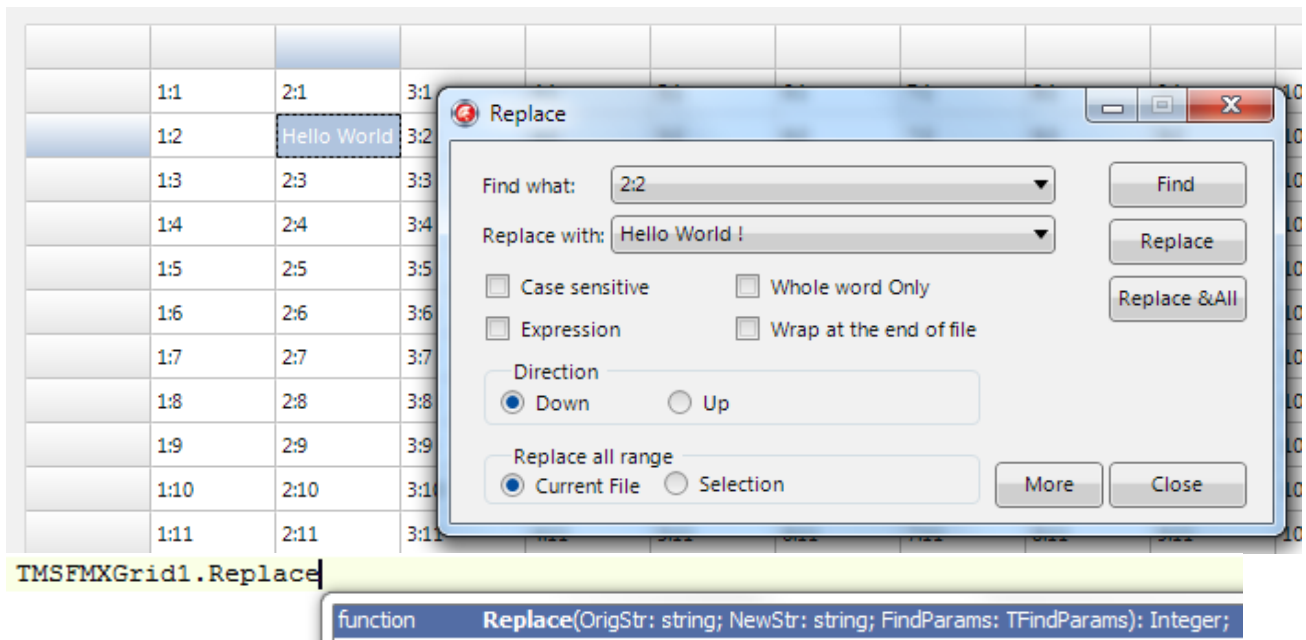 1:1 2:1 3:1
Replace
1:2 Hello World 3:2
1:3 2:3 3:3
Find what: 2:2 Find
1:4 2:4 3:4
Replace with: Hello World ! Replace
1:5 2:5 3:5
Case sensitive Whole word Only Replace &All
1:6 2:6 3:6
Expression Wrap at the end of file
1:7 2:7 3:7
Direction
1:8 2:8 3:8
Down Up
1:9 2:9 3:9
Replace all range
1:10 2:10
Current File Selection More Close
1:11 2:11 3:11
TMSFMXGrid1.Replace
function Replace(OrigStr: string; NewStr: string; FindParams: TFindParams): Integer;